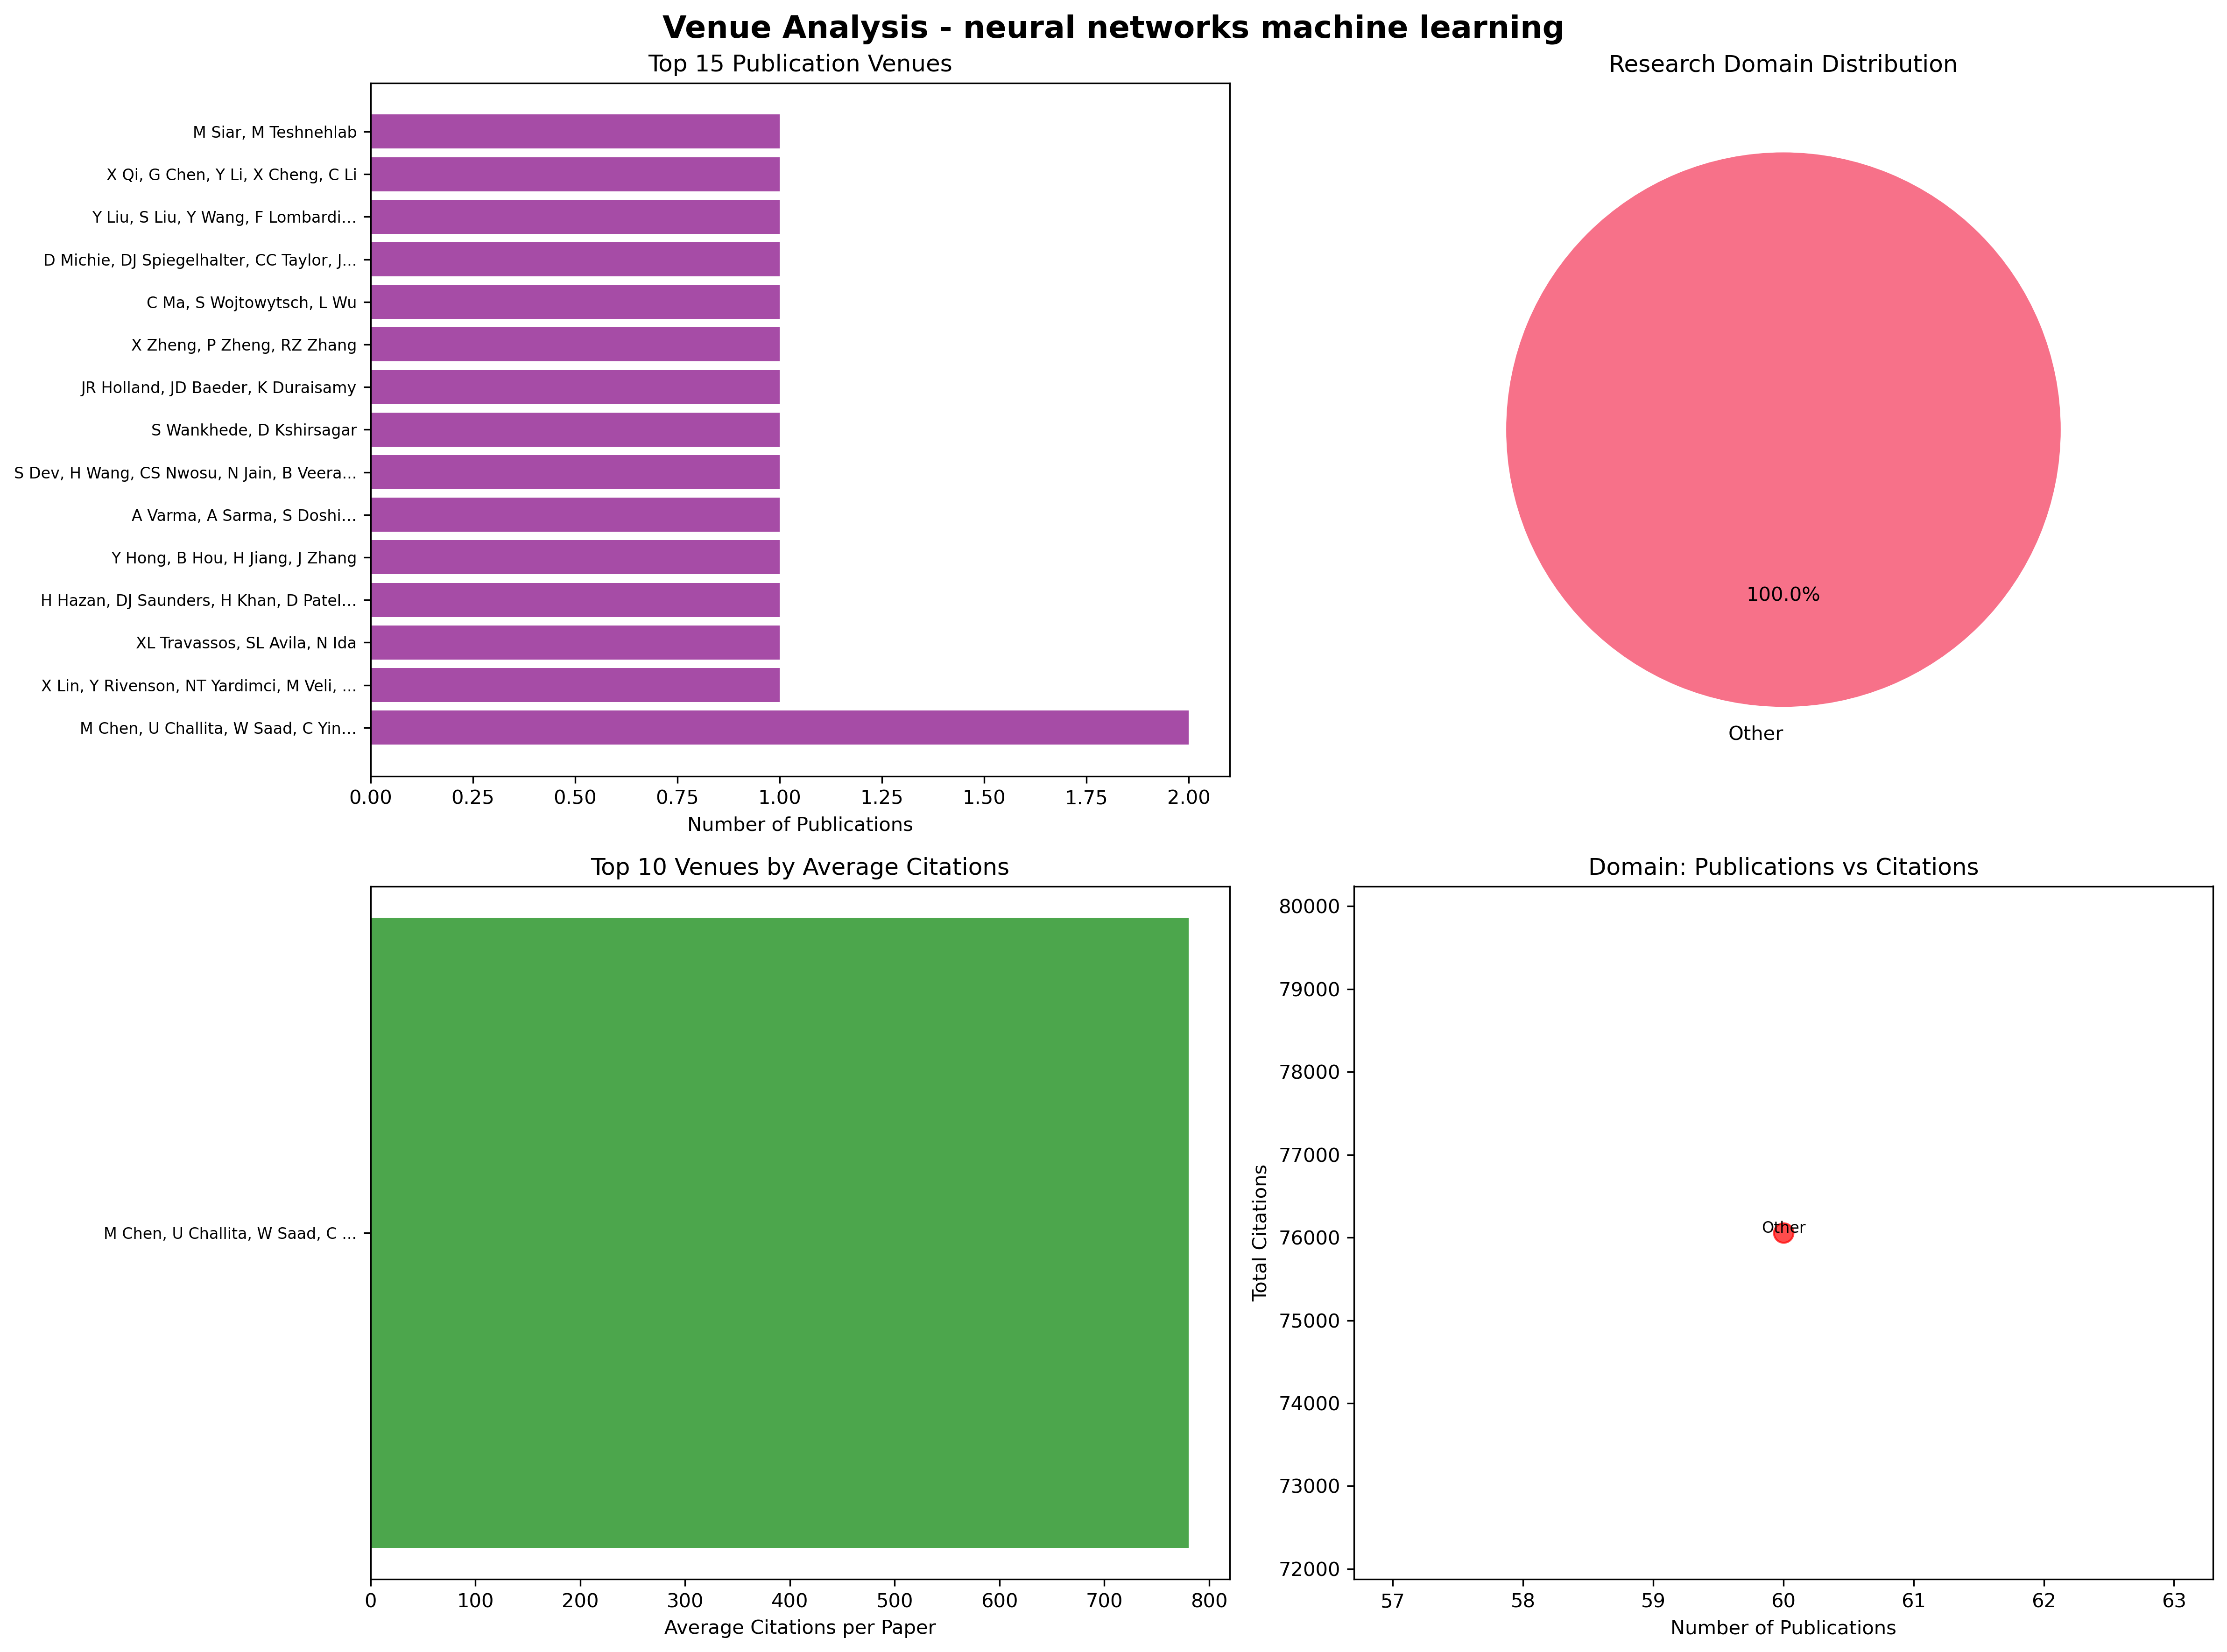 Venue Analysis - neural networks machine learning
Top 15 Publication Venues
M Siar, M Teshnehlab
X Qi, G Chen, Y Li, X Cheng, C Li
Y Liu, S Liu, Y Wang, F Lombardi…
D Michie, DJ Spiegelhalter, CC Taylor, J...
C Ma, S Wojtowytsch, L Wu
X Zheng, P Zheng, RZ Zhang
JR Holland, JD Baeder, K Duraisamy
S Wankhede, D Kshirsagar
S Dev, H Wang, CS Nwosu, N Jain, B Veera...
A Varma, A Sarma, S Doshi…
Y Hong, B Hou, H Jiang, J Zhang
H Hazan, DJ Saunders, H Khan, D Patel…
XL Travassos, SL Avila, N Ida
X Lin, Y Rivenson, NT Yardimci, M Veli, ...
M Chen, U Challita, W Saad, C Yin…
0.00 0.25 0.50 0.75 1.00 1.25 1.50 1.75 2.00
Number of Publications
Research Domain Distribution
100.0%
Other
Top 10 Venues by Average Citations
M Chen, U Challita, W Saad, C ...
0 100 200 300 400 500 600 700 800
Average Citations per Paper
Domain: Publications vs Citations
Total Citations
80000
79000
78000
77000
76000
75000
74000
73000
72000
Other
57 58 59 60 61 62 63
Number of Publications